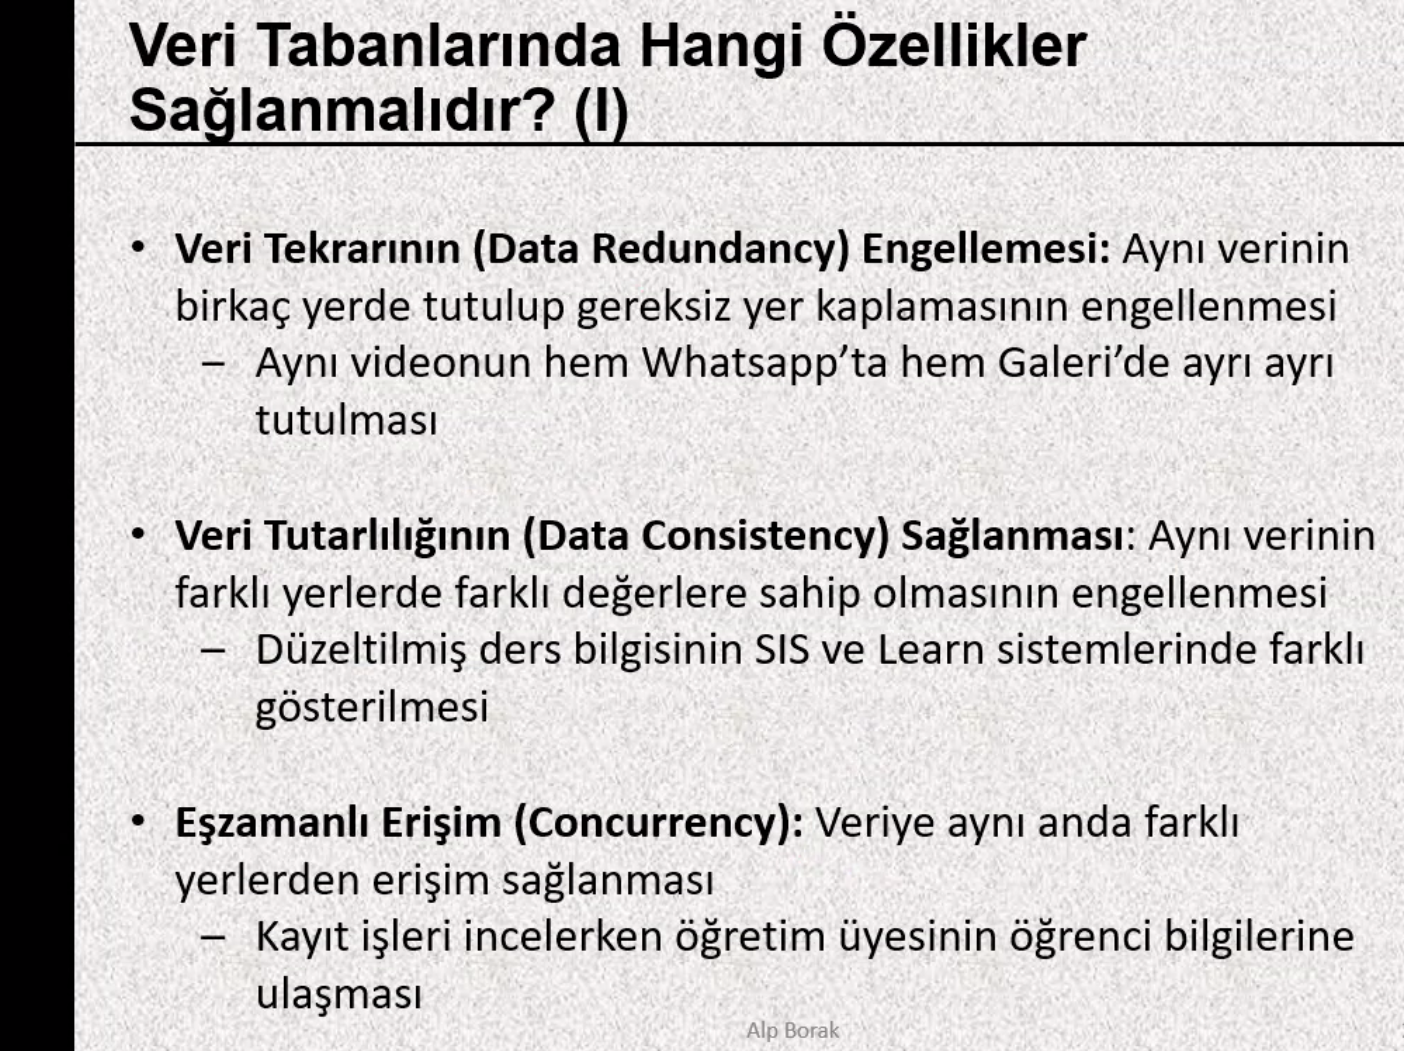 Veri Tabanlarında Hangi Özellikler
Sağlanmalıdır? (I)
• Veri Tekrarının (Data Redundancy) Engellemesi: Aynı verinin
birkaç yerde tutulup gereksiz yer kaplamasının engellenmesi
– Aynı videonun hem Whatsapp’ta hem Galeri’de ayrı ayrı
tutulması
• Veri Tutarlılığının (Data Consistency) Sağlanması: Aynı verinin
farklı yerlerde farklı değerlere sahip olmasının engellenmesi
– Düzeltilmiş ders bilgisinin SIS ve Learn sistemlerinde farklı
gösterilmesi
• Eşzamanlı Erişim (Concurrency): Veriye aynı anda farklı
yerlerden erişim sağlanması
– Kayıt işleri incelerken öğretim üyesinin öğrenci bilgilerine
ulaşması
Alp Borak